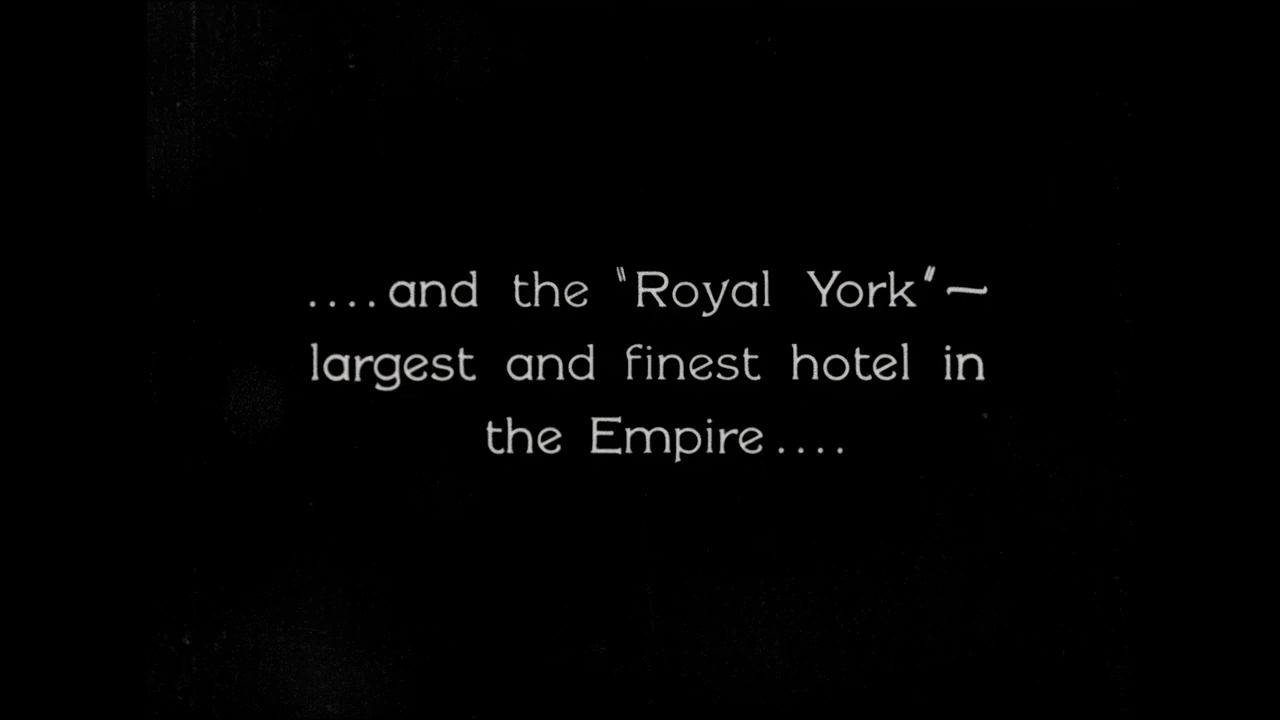 ....and the "Royal York"—
largest and finest hotel in
the Empire....